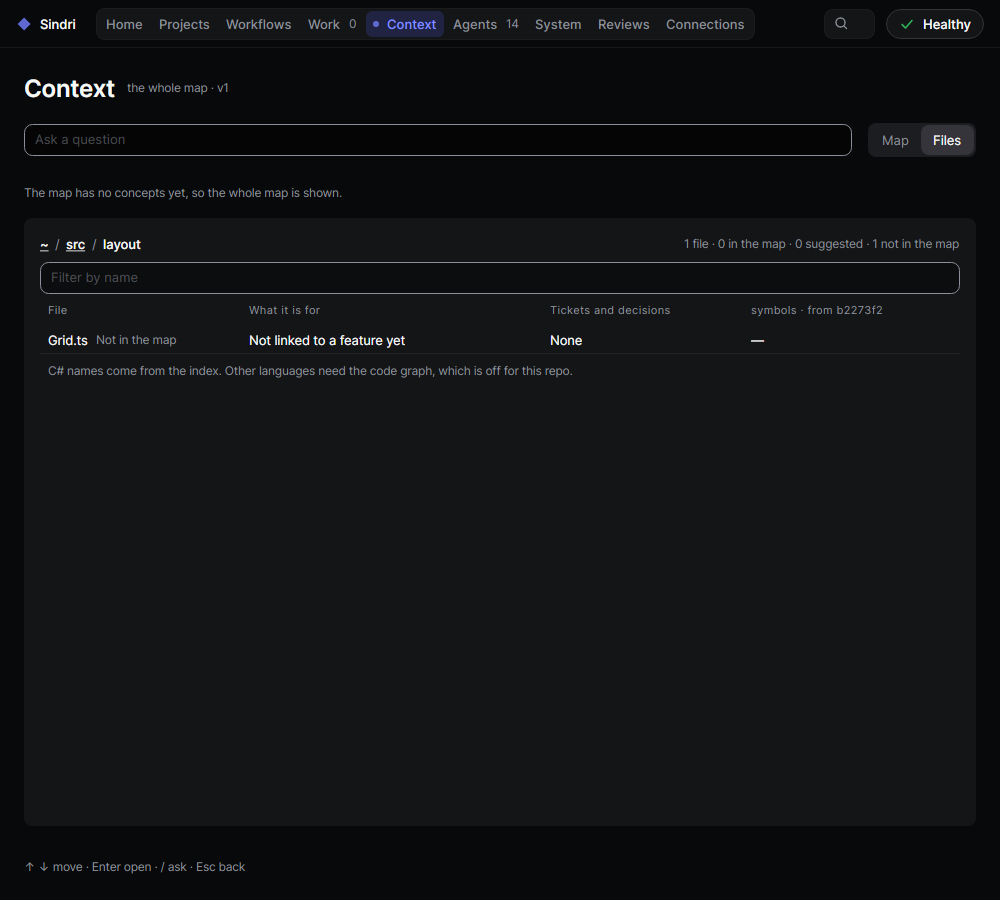 Sindri Home Projects Workflows Work 0 Context Agents 14 System Reviews Connections Healthy
Context the whole map · v1
Ask a question Map Files
The map has no concepts yet, so the whole map is shown.
~ / src / layout 1 file · 0 in the map · 0 suggested · 1 not in the map
Filter by name
File What it is for Tickets and decisions symbols · from b2273f2
Grid.ts Not in the map Not linked to a feature yet None —
C# names come from the index. Other languages need the code graph, which is off for this repo.
↑ ↓ move · Enter open · / ask · Esc back